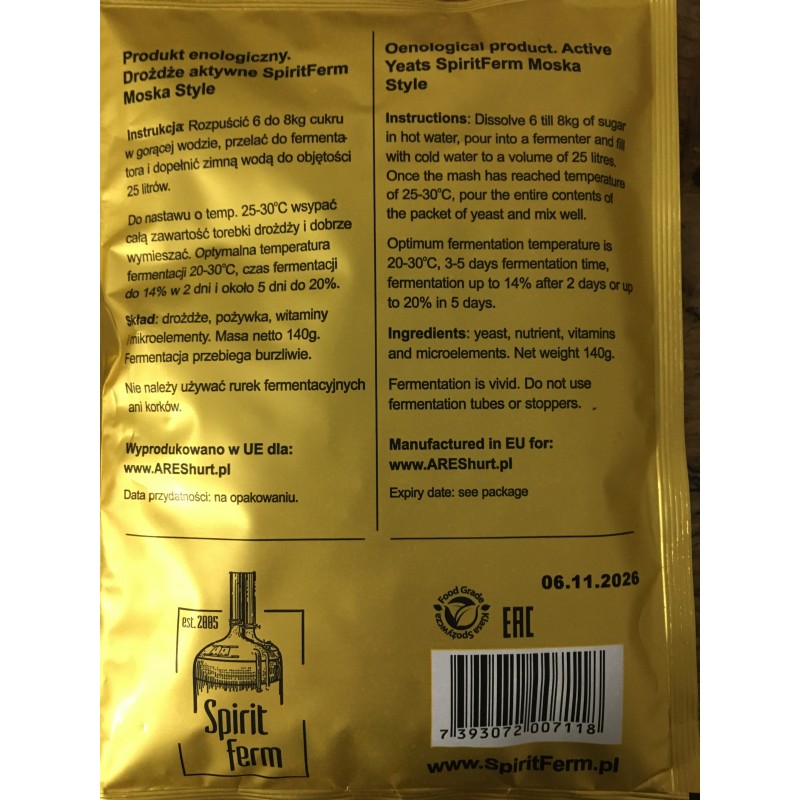 Produkt enologiczny.
Drożdże aktywne SpiritFerm
Moska Style
Instrukcja: Rozpuścić 6 do 8kg cukru
w gorącej wodzie, przelać do fermenta-
tora i dopełnić zimną wodą do objętości
25 litrów.
Do nastawu o temp. 25-30°C wsypać
całą zawartość torebki drożdży i dobrze
wymieszać. Optymalna temperatura
fermentacji 20-30°C, czas fermentacji
do 14% w 2 dni i około 5 dni do 20%.
Skład: drożdże, pożywka, witaminy
i mikroelementy. Masa netto 140g.
Fermentacja przebiega burzliwie.
Nie należy używać rurek fermentacyjnych
ani korków.
Wyprodukowano w UE dla:
www.AREShurt.pl
Data przydatności: na opakowaniu.
Oenological product. Active
Yeats SpiritFerm Moska
Style
Instructions: Dissolve 6 till 8kg of sugar
in hot water, pour into a fermenter and fill
with cold water to a volume of 25 litres.
Once the mash has reached temperature
of 25-30°C, pour the entire contents of
the packet of yeast and mix well.
Optimum fermentation temperature is
20-30°C, 3-5 days fermentation time,
fermentation up to 14% after 2 days or up
to 20% in 5 days.
Ingredients: yeast, nutrient, vitamins
and microelements. Net weight 140g.
Fermentation is vivid. Do not use
fermentation tubes or stoppers.
Manufactured in EU for:
www.AREShurt.pl
Expiry date: see package
est. 2005
Spirit
ferm
06.11.2026
Food Grade
Klasa Spożywcza
EAC
7 393072 007118
www.SpiritFerm.pl